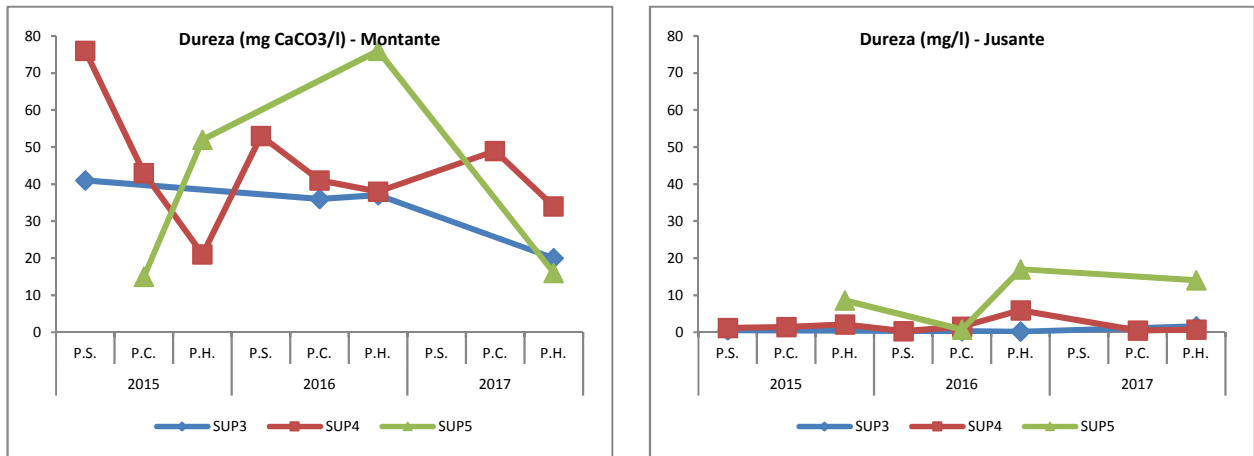 Dureza (mg CaCO3/l) - Montante
80
70
60
50
40
30
20
10
0
P.S. P.C. P.H. P.S. P.C. P.H. P.S. P.C. P.H.
2015 2016 2017
SUP3 SUP4 SUP5
Dureza (mg/l) - Jusante
80
70
60
50
40
30
20
10
0
P.S. P.C. P.H. P.S. P.C. P.H. P.S. P.C. P.H.
2015 2016 2017
SUP3 SUP4 SUP5